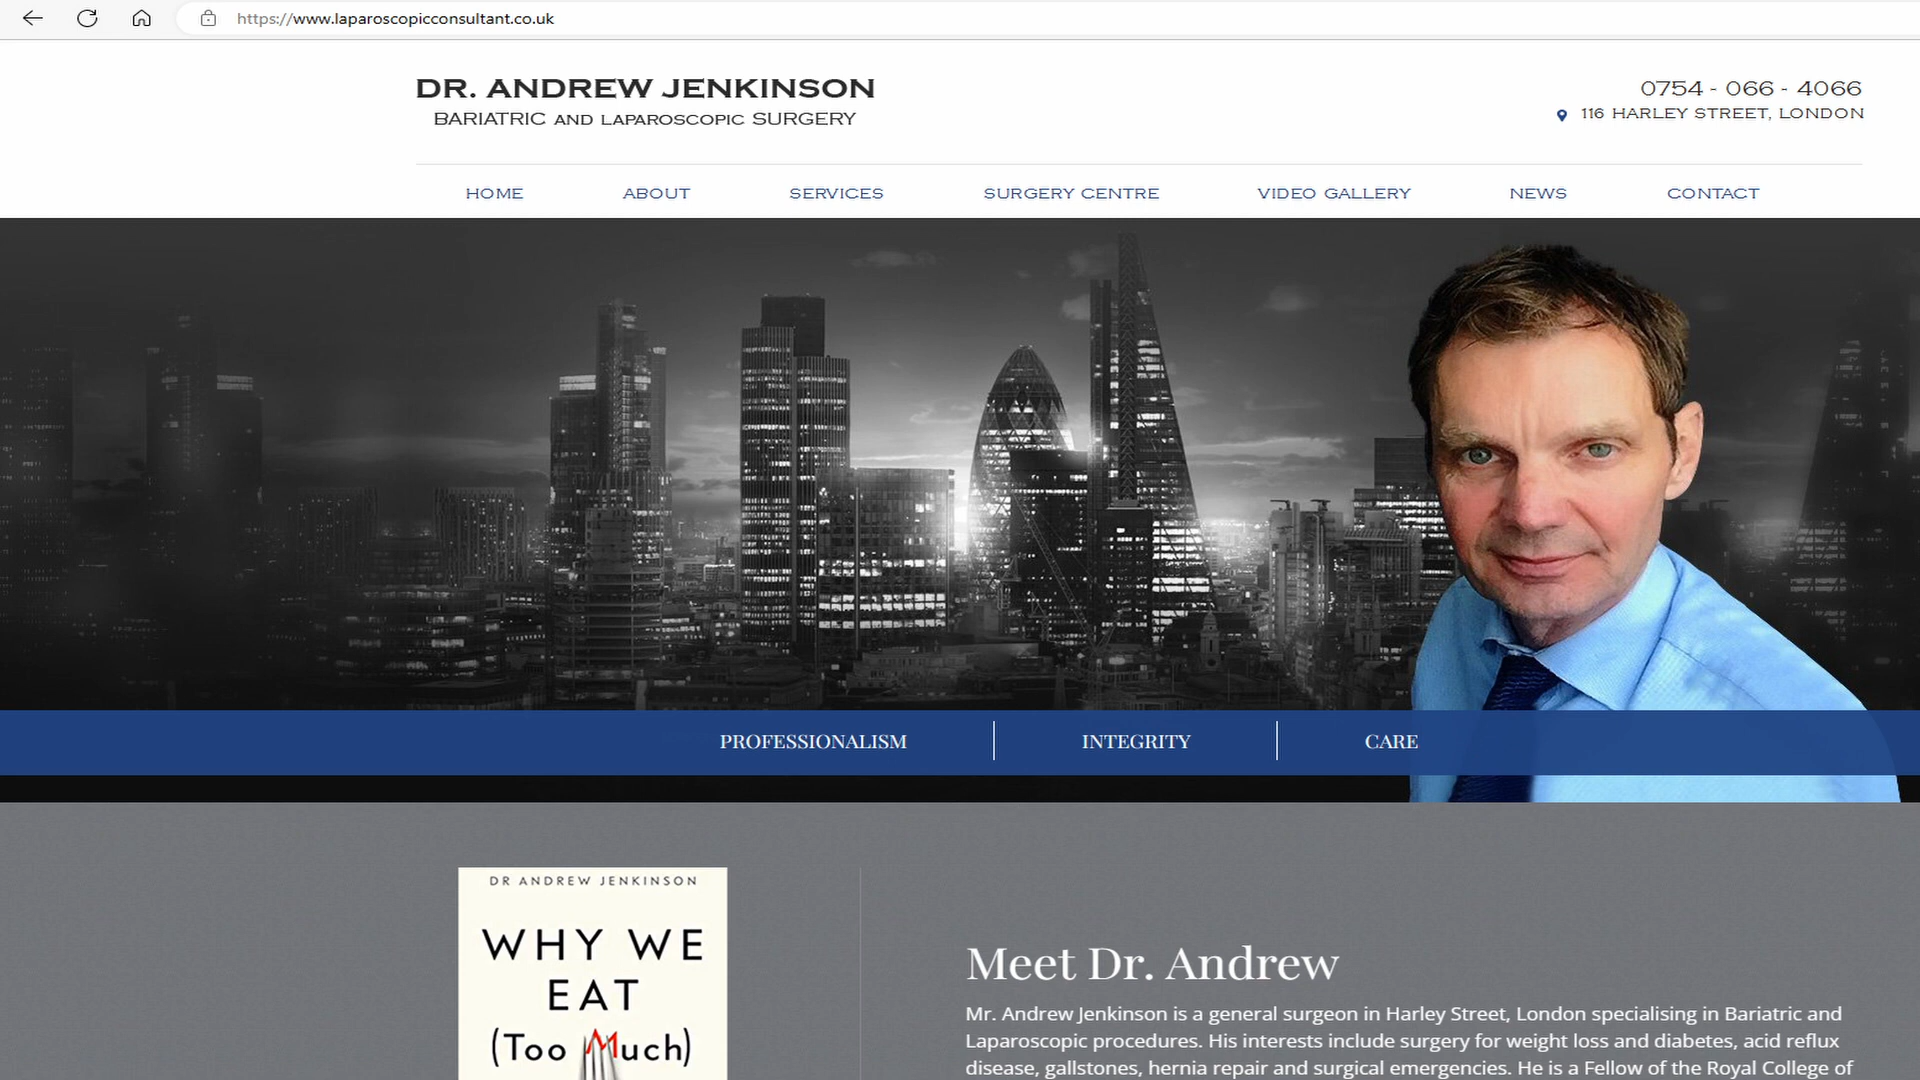 https://www.laparoscopicconsultant.co.uk
DR. ANDREW JENKINSON
BARIATRIC AND LAPAROSCOPIC SURGERY
0754 - 066 - 4066
116 HARLEY STREET, LONDON
HOME ABOUT SERVICES SURGERY CENTRE VIDEO GALLERY NEWS CONTACT
PROFESSIONALISM INTEGRITY CARE
DR ANDREW JENKINSON
WHY WE
EAT
(Too Much)
Meet Dr. Andrew
Mr. Andrew Jenkinson is a general surgeon in Harley Street, London specialising in Bariatric and
Laparoscopic procedures. His interests include surgery for weight loss and diabetes, acid reflux
disease, gallstones, hernia repair and surgical emergencies. He is a Fellow of the Royal College of